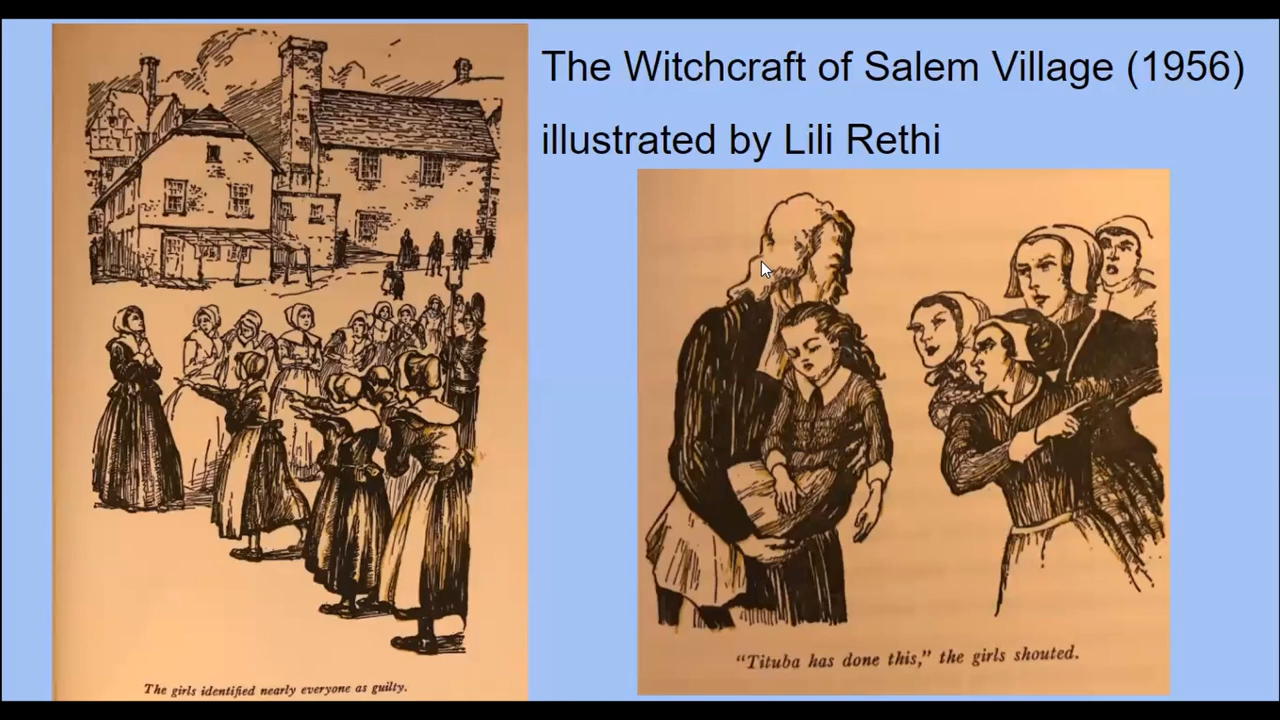 The Witchcraft of Salem Village (1956)
illustrated by Lili Rethi
The girls identified nearly everyone as guilty.
"Tituba has done this," the girls shouted.